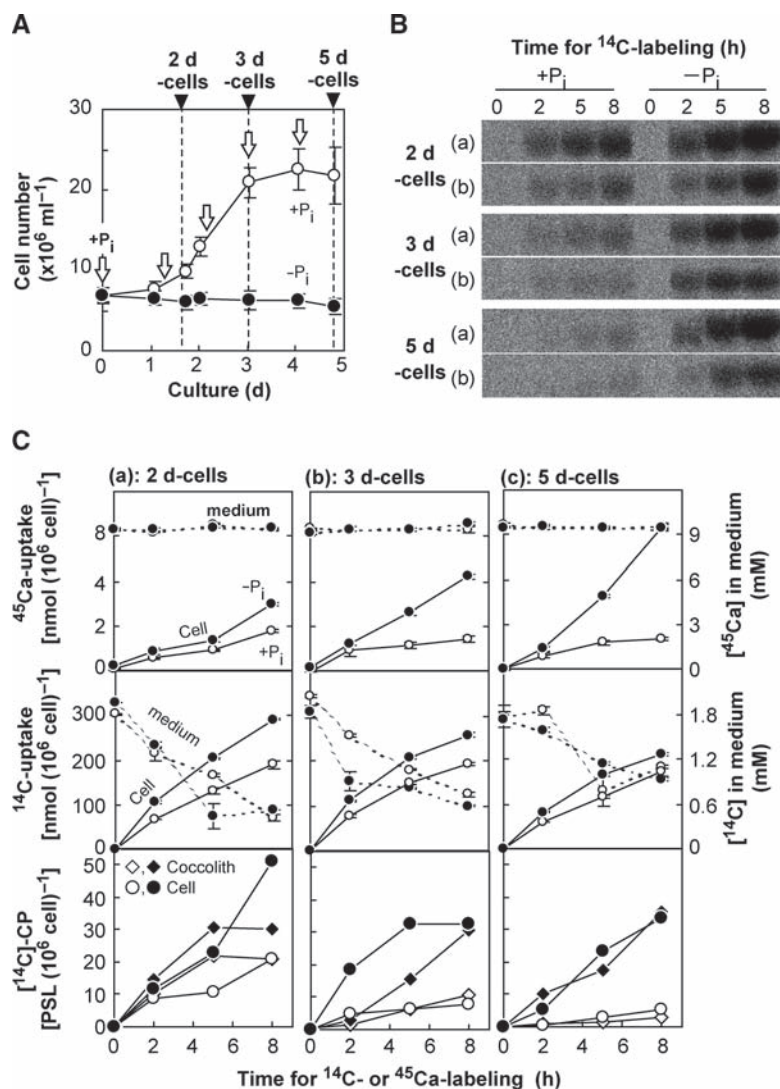 A
2 d
-cells
3 d
-cells
5 d
-cells
30
20
10
0
Cell number
(x10⁶ ml⁻¹)
+Pᵢ
+Pᵢ
−Pᵢ
0 1 2 3 4 5
Culture (d)
B
Time for ¹⁴C-labeling (h)
+Pᵢ −Pᵢ
0 2 5 8 0 2 5 8
2 d
-cells
(a)
(b)
3 d
-cells
(a)
(b)
5 d
-cells
(a)
(b)
C
(a): 2 d-cells (b): 3 d-cells (c): 5 d-cells
⁴⁵Ca-uptake
[nmol (10⁶ cell)⁻¹]
8
4
2
0
medium
−Pᵢ
Cell
+Pᵢ
9
6
3
0
[⁴⁵Ca] in medium
(mM)
¹⁴C-uptake
[nmol (10⁶ cell)⁻¹]
300
200
100
0
medium
Cell
1.8
1.2
0.6
0
[¹⁴C] in medium
(mM)
[¹⁴C]-CP
[PSL (10⁶ cell)⁻¹]
50
40
30
20
10
0
, Coccolith
, Cell
0 2 4 6 8 0 2 4 6 8 0 2 4 6 8
Time for ¹⁴C- or ⁴⁵Ca-labeling (h)